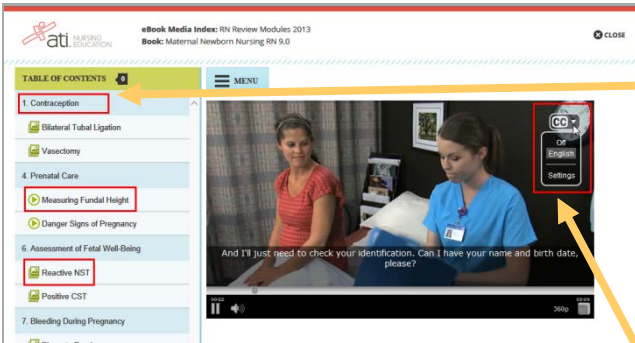 ati. NURSING EDUCATION
eBook Media Index: RN Review Modules 2013
Book: Maternal Newborn Nursing RN 9.0
CLOSE
TABLE OF CONTENTS 0
MENU
1. Contraception
Bilateral Tubal Ligation
Vasectomy
4. Prenatal Care
Measuring Fundal Height
Danger Signs of Pregnancy
6. Assessment of Fetal Well-Being
Reactive NST
Positive CST
7. Bleeding During Pregnancy
CC
Off
English
Settings
And I'll just need to check your identification. Can I have your name and birth date,
please?
00:22
360p